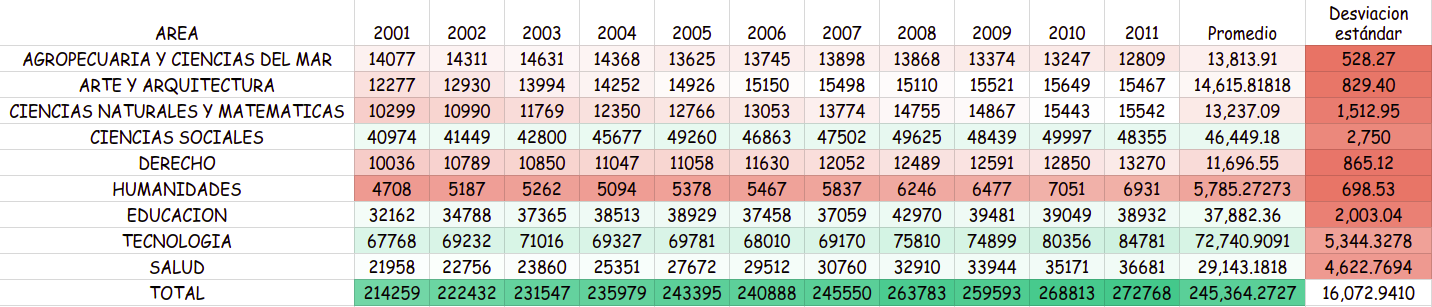 AREA 2001 2002 2003 2004 2005 2006 2007 2008 2009 2010 2011 Promedio Desviacion estándar
AGROPECUARIA Y CIENCIAS DEL MAR 14077 14311 14631 14368 13625 13745 13898 13868 13374 13247 12809 13,813.91 528.27
ARTE Y ARQUITECTURA 12277 12930 13994 14252 14926 15150 15498 15110 15521 15649 15467 14,615.81818 829.40
CIENCIAS NATURALES Y MATEMATICAS 10299 10990 11769 12350 12766 13053 13774 14755 14867 15443 15542 13,237.09 1,512.95
CIENCIAS SOCIALES 40974 41449 42800 45677 49260 46863 47502 49625 48439 49997 48355 46,449.18 2,750
DERECHO 10036 10789 10850 11047 11058 11630 12052 12489 12591 12850 13270 11,696.55 865.12
HUMANIDADES 4708 5187 5262 5094 5378 5467 5837 6246 6477 7051 6931 5,785.27273 698.53
EDUCACION 32162 34788 37365 38513 38929 37458 37059 42970 39481 39049 38932 37,882.36 2,003.04
TECNOLOGIA 67768 69232 71016 69327 69781 68010 69170 75810 74899 80356 84781 72,740.9091 5,344.3278
SALUD 21958 22756 23860 25351 27672 29512 30760 32910 33944 35171 36681 29,143.1818 4,622.7694
TOTAL 214259 222432 231547 235979 243395 240888 245550 263783 259593 268813 272768 245,364.2727 16,072.9410